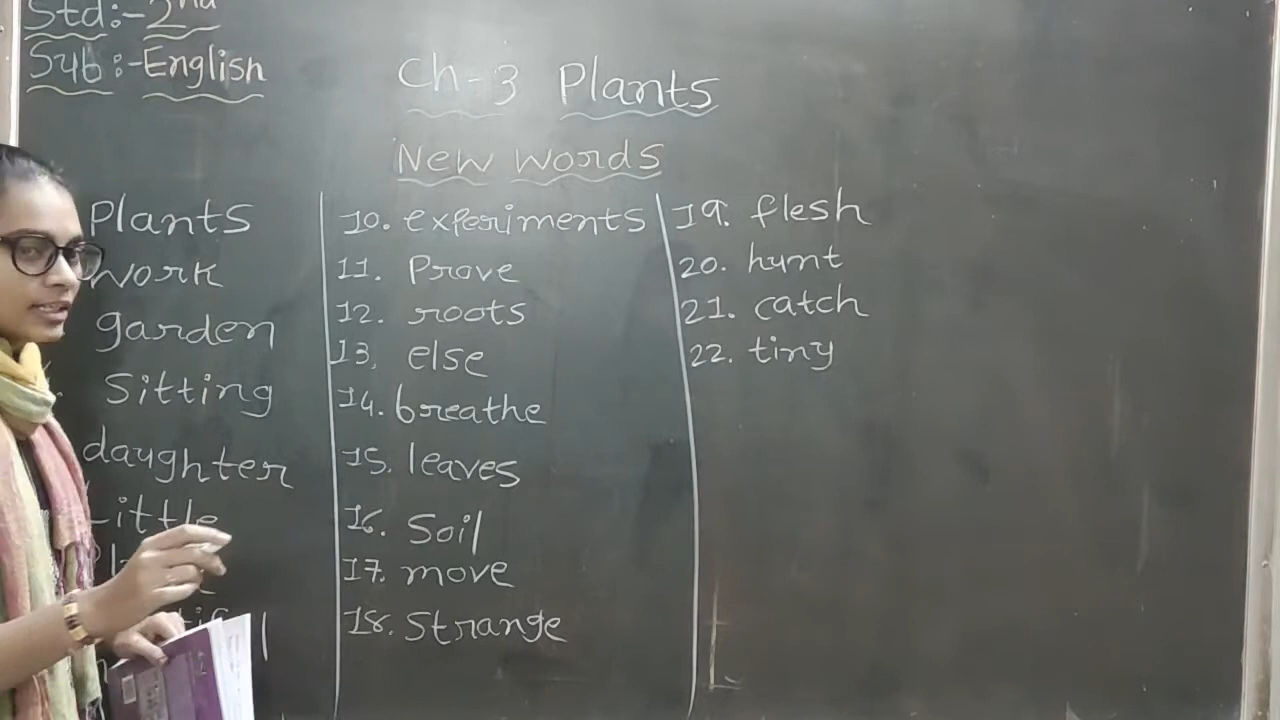 Std:- 2nd
Sub:- English
Ch-3 Plants
New words
Plants
work
garden
Sitting
daughter
Little
10. experiments
11. Prove
12. roots
13. else
14. breathe
15. leaves
16. Soil
17. move
18. Strange
19. flesh
20. hunt
21. catch
22. tiny